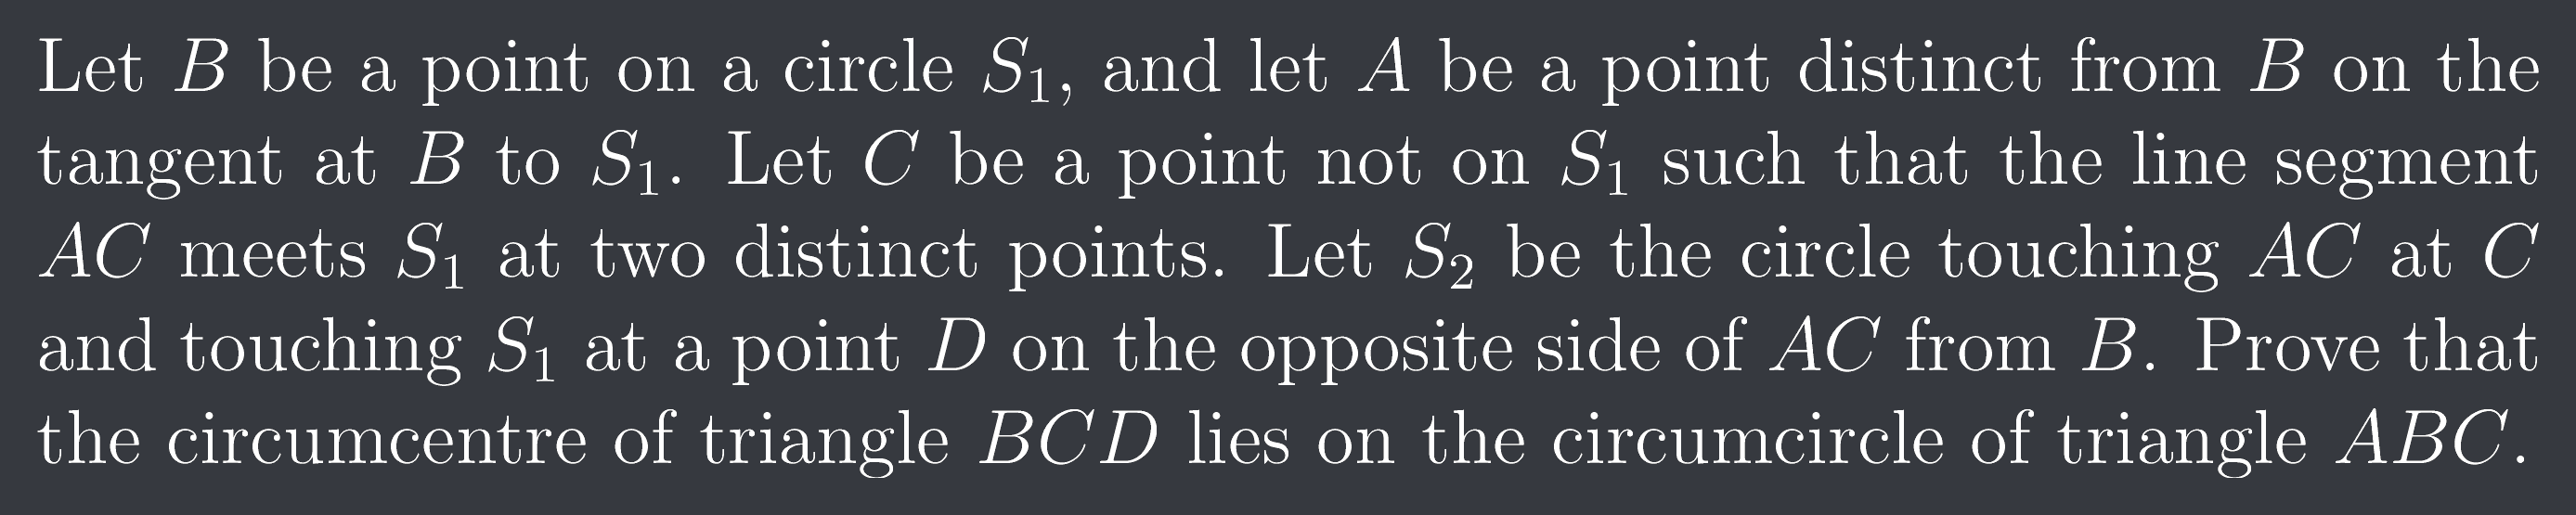 Let B be a point on a circle S₁, and let A be a point distinct from B on the
tangent at B to S₁. Let C be a point not on S₁ such that the line segment
AC meets S₁ at two distinct points. Let S₂ be the circle touching AC at C
and touching S₁ at a point D on the opposite side of AC from B. Prove that
the circumcentre of triangle BCD lies on the circumcircle of triangle ABC.